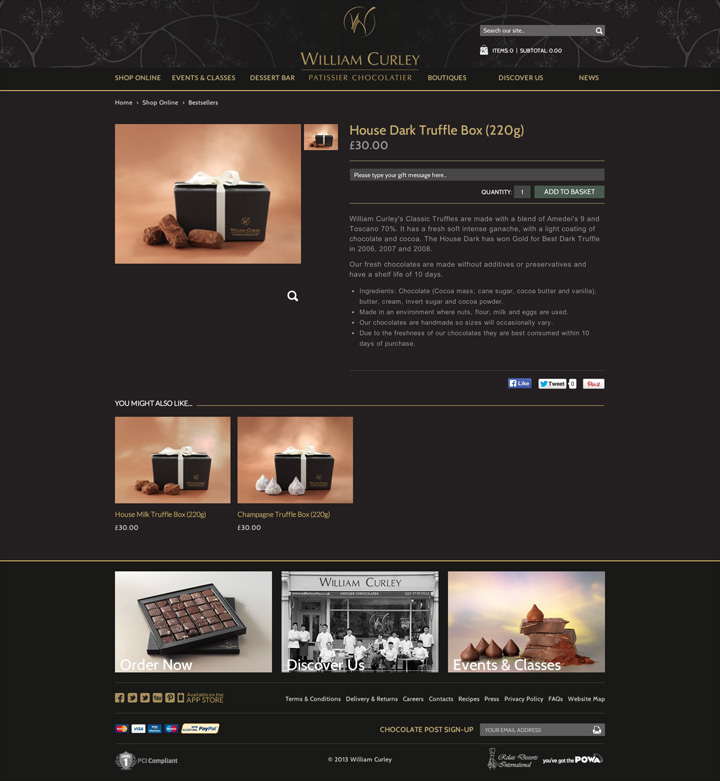 Search our site..
ITEMS: 0 | SUBTOTAL: 0.00
WILLIAM CURLEY
PATISSIER CHOCOLATIER
SHOP ONLINE EVENTS & CLASSES DESSERT BAR BOUTIQUES DISCOVER US NEWS
Home › Shop Online › Bestsellers
WILLIAM CURLEY
House Dark Truffle Box (220g)
£30.00
Please type your gift message here..
QUANTITY: 1 ADD TO BASKET
William Curley's Classic Truffles are made with a blend of Amedei's 9 and
Toscano 70%. It has a fresh soft intense ganache, with a light coating of
chocolate and cocoa. The House Dark has won Gold for Best Dark Truffle
in 2006, 2007 and 2008.
Our fresh chocolates are made without additives or preservatives and
have a shelf life of 10 days.
• Ingredients: Chocolate (Cocoa mass, cane sugar, cocoa butter and vanilla),
butter, cream, invert sugar and cocoa powder.
• Made in an environment where nuts, flour, milk and eggs are used.
• Our chocolates are handmade so sizes will occasionally vary.
• Due to the freshness of our chocolates they are best consumed within 10
days of purchase.
Like Tweet 0 Pin it
YOU MIGHT ALSO LIKE...
House Milk Truffle Box (220g) Champagne Truffle Box (220g)
£30.00 £30.00
WILLIAM CURLEY
PATISSIER CHOCOLATIER
Order Now Discover Us Events & Classes
Available on the
APP STORE
Terms & Conditions Delivery & Returns Careers Contacts Recipes Press Privacy Policy FAQs Website Map
VISA PayPal
CHOCOLATE POST SIGN-UP YOUR EMAIL ADDRESS
1 PCI Compliant
© 2013 William Curley
Relais Desserts
International
you've got the POWA